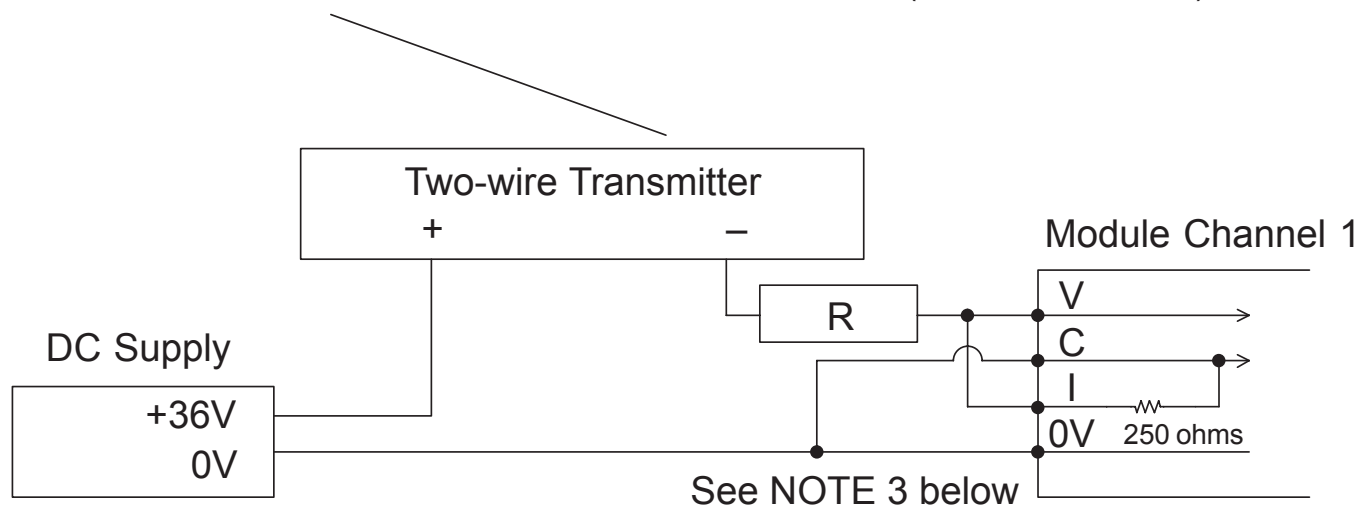 Two-wire Transmitter
+ –
Module Channel 1
R
V
C
I
0V
250 ohms
DC Supply
+36V
0V
See NOTE 3 below